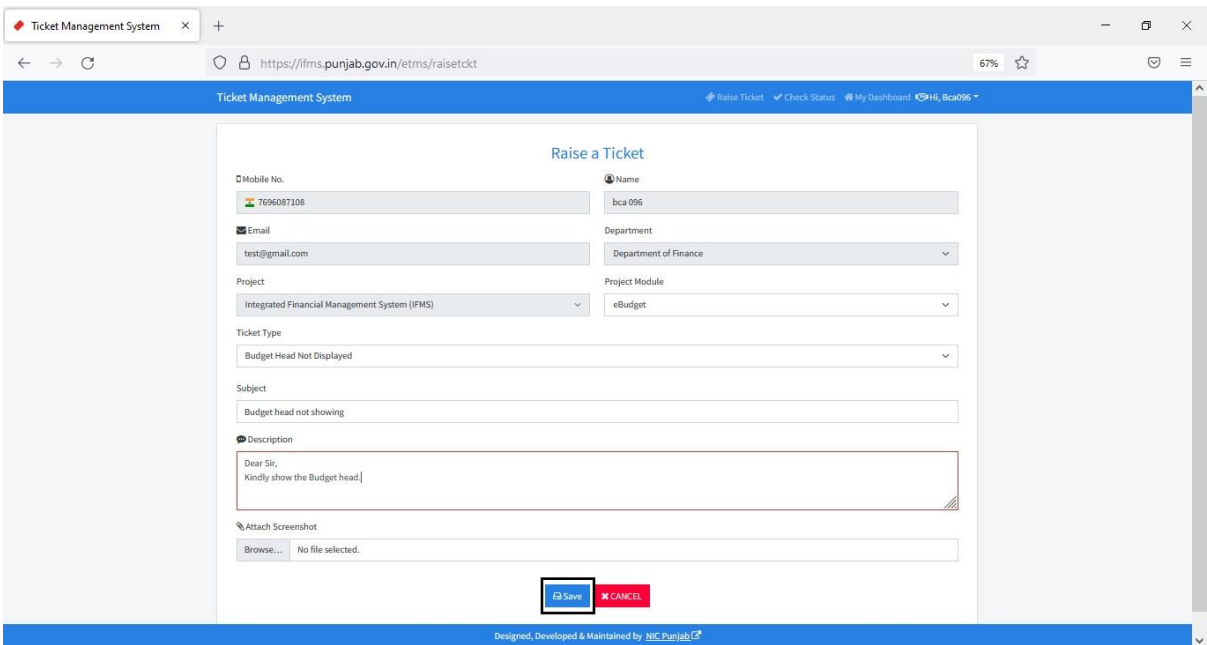 Ticket Management System
https://ifms.punjab.gov.in/etms/raisetckt
67%
Ticket Management System
Raise Ticket Check Status My Dashboard Hi, Bca096
Raise a Ticket
Mobile No. Name
7696087108 bca 096
Email Department
test@gmail.com Department of Finance
Project Project Module
Integrated Financial Management System (IFMS) eBudget
Ticket Type
Budget Head Not Displayed
Subject
Budget head not showing
Description
Dear Sir,
Kindly show the Budget head.
Attach Screenshot
Browse... No file selected.
Save CANCEL
Designed, Developed & Maintained by NIC Punjab